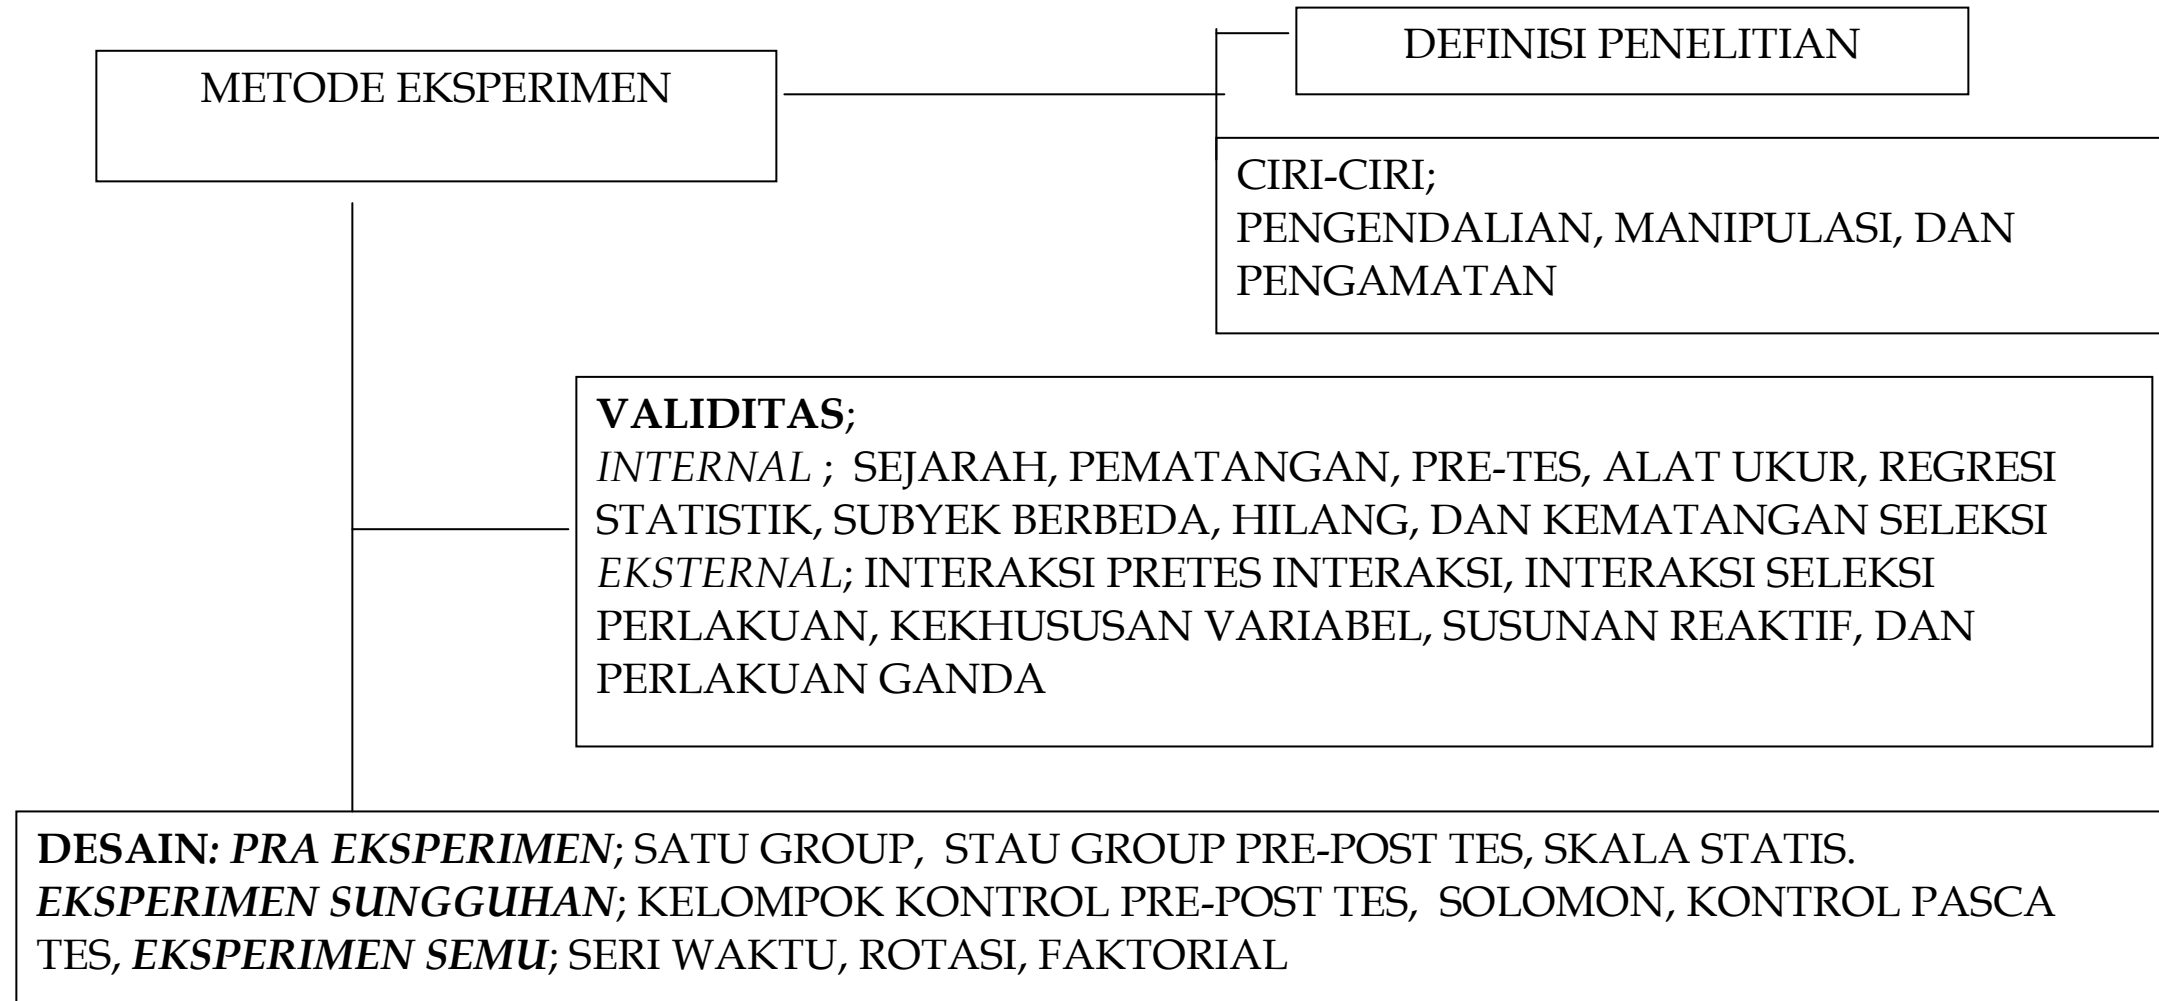 METODE EKSPERIMEN
DEFINISI PENELITIAN
CIRI-CIRI;
PENGENDALIAN, MANIPULASI, DAN
PENGAMATAN
VALIDITAS;
INTERNAL ; SEJARAH, PEMATANGAN, PRE-TES, ALAT UKUR, REGRESI
STATISTIK, SUBYEK BERBEDA, HILANG, DAN KEMATANGAN SELEKSI
EKSTERNAL; INTERAKSI PRETES INTERAKSI, INTERAKSI SELEKSI
PERLAKUAN, KEKHUSUSAN VARIABEL, SUSUNAN REAKTIF, DAN
PERLAKUAN GANDA
DESAIN: PRA EKSPERIMEN; SATU GROUP, STAU GROUP PRE-POST TES, SKALA STATIS.
EKSPERIMEN SUNGGUHAN; KELOMPOK KONTROL PRE-POST TES, SOLOMON, KONTROL PASCA
TES, EKSPERIMEN SEMU; SERI WAKTU, ROTASI, FAKTORIAL